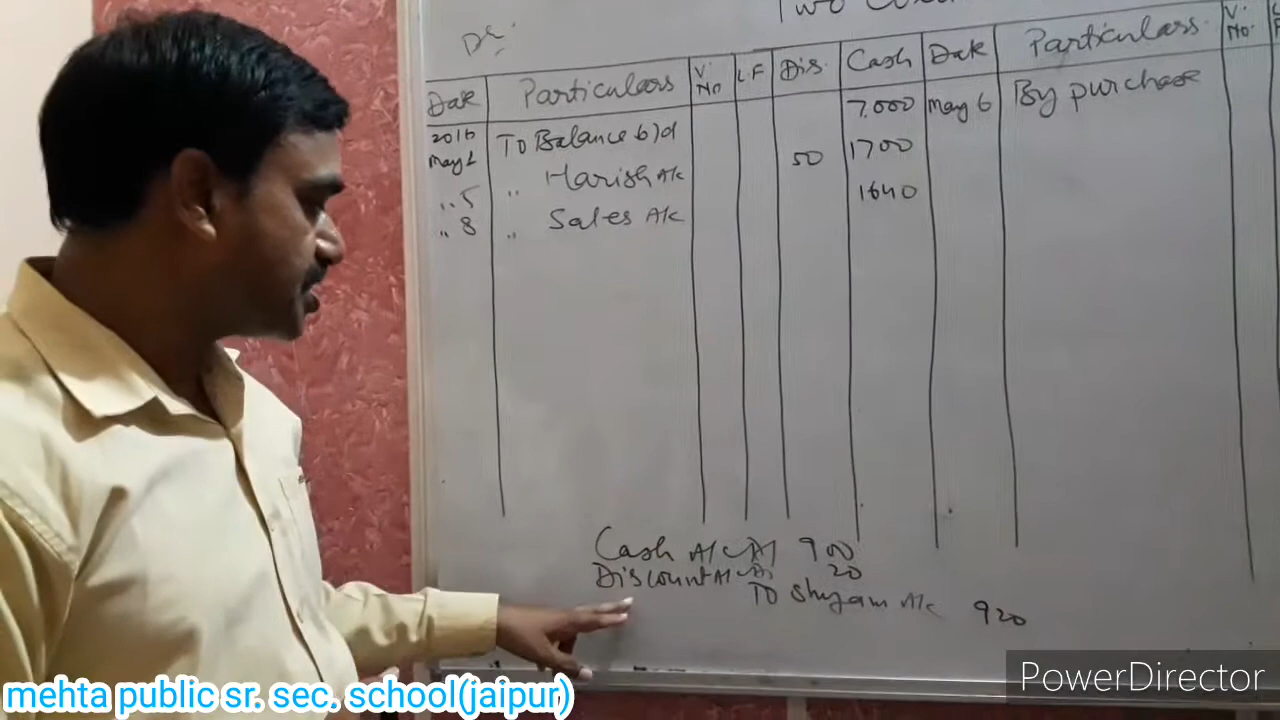 Two Colu
Dr.
Date Particulars V. No L.F Dis. Cash Date Particulars V. No. L F
2016
May 1 To Balance b/d 7,000 May 6 By purchase
,, 5 ,, Harish A/c 50 1700
,, 8 ,, Sales A/c 1640
Cash A/c Dr 900
Discount A/c Dr 20
To Shyam A/c 920
PowerDirector
mehta public sr. sec. school(jaipur)